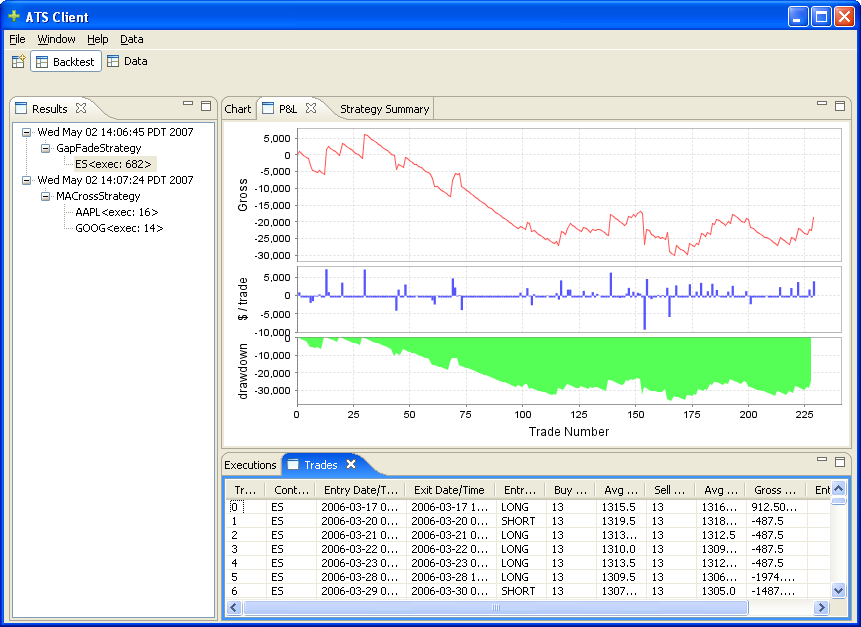 ATS Client
File Window Help Data
Backtest Data
Results
Wed May 02 14:06:45 PDT 2007
GapFadeStrategy
ES<exec: 682>
Wed May 02 14:07:24 PDT 2007
MACrossStrategy
AAPL<exec: 16>
GOOG<exec: 14>
Chart P&L Strategy Summary
Gross
5,000
0
-5,000
-10,000
-15,000
-20,000
-25,000
-30,000
$ / trade
5,000
0
-5,000
-10,000
drawdown
0
-10,000
-20,000
-30,000
0 25 50 75 100 125 150 175 200 225
Trade Number
Executions Trades
Tr... Cont... Entry Date/T... Exit Date/Time Entr... Buy ... Avg ... Sell ... Avg ... Gross ... Ent
0 ES 2006-03-17 0... 2006-03-17 1... LONG 13 1315.5 13 1316... 912.50...
1 ES 2006-03-20 0... 2006-03-20 0... SHORT 13 1319.5 13 1318... -487.5
2 ES 2006-03-21 0... 2006-03-21 0... LONG 13 1313... 13 1312.5 -487.5
3 ES 2006-03-22 0... 2006-03-22 0... LONG 13 1310.0 13 1309... -487.5
4 ES 2006-03-23 0... 2006-03-23 0... LONG 13 1313.5 13 1312... -487.5
5 ES 2006-03-28 0... 2006-03-28 1... LONG 13 1309.5 13 1306... -1974....
6 ES 2006-03-29 0... 2006-03-30 0... SHORT 13 1307... 13 1305.0 -1487....